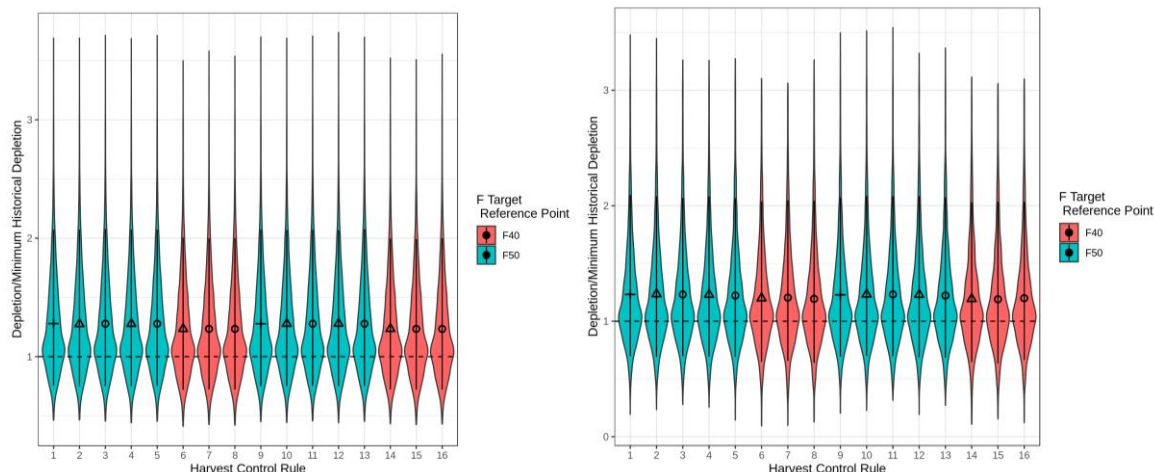 Depletion/Minimum Historical Depletion
3
2
1
1 2 3 4 5 6 7 8 9 10 11 12 13 14 15 16
Harvest Control Rule
F Target
Reference Point
F40
F50
Depletion/Minimum Historical Depletion
3
2
1
0
1 2 3 4 5 6 7 8 9 10 11 12 13 14 15 16
Harvest Control Rule
F Target
Reference Point
F40
F50